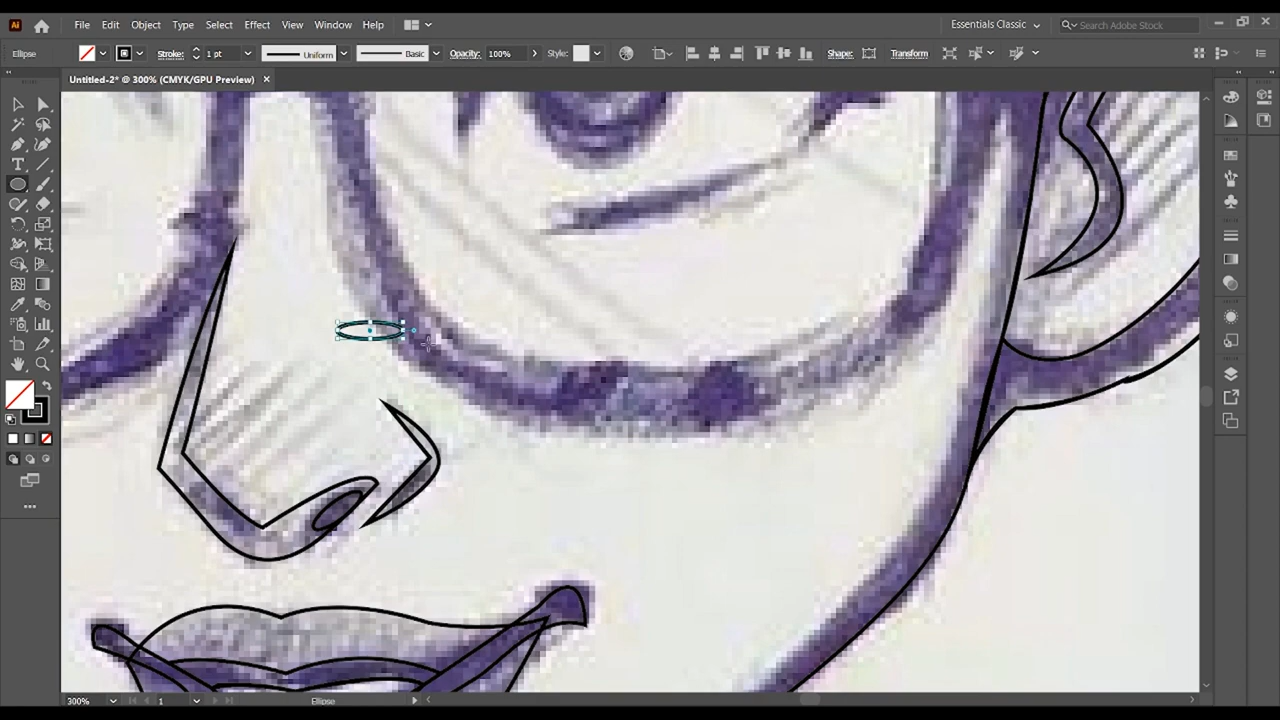 Ai File Edit Object Type Select Effect View Window Help Essentials Classic Search Adobe Stock
Ellipse Stroke: 1 pt Uniform Basic Opacity: 100% Style: Shape: Transform
Untitled-2* @ 300% (CMYK/GPU Preview) ×
300% 1 Ellipse